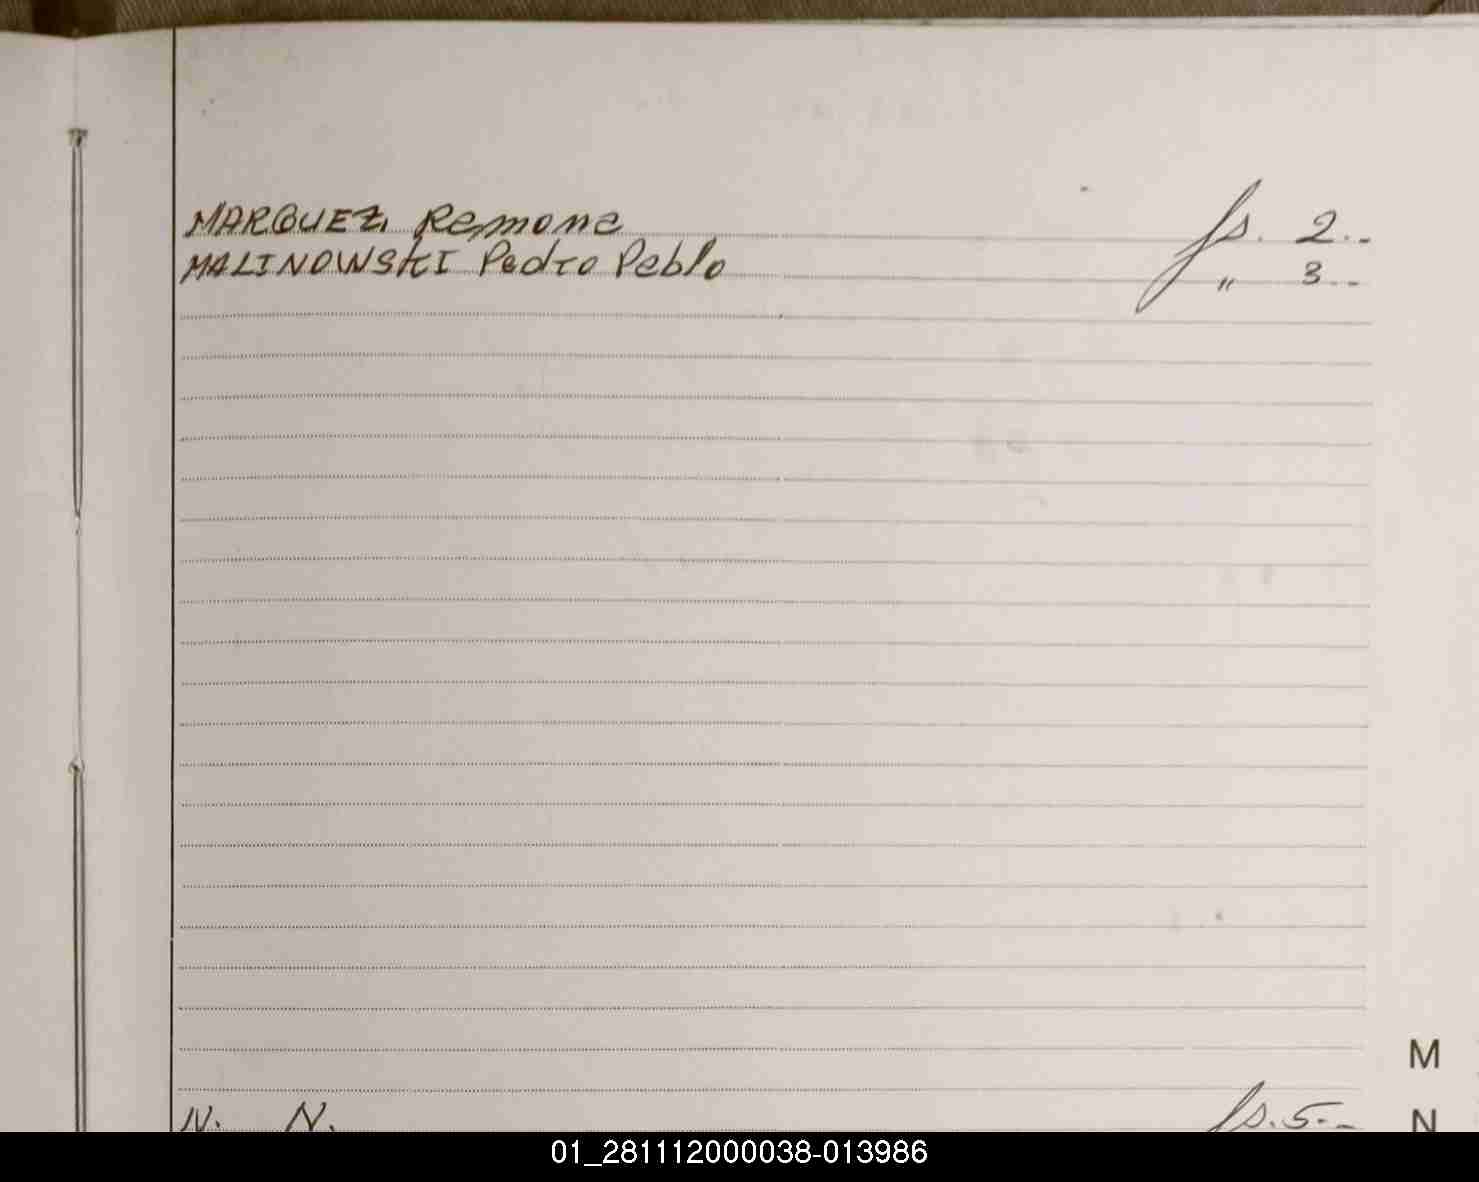 MARQUEZ, Ramona fs. 2.-
MALINOWSKI Pedro Pablo " 3.-
M
N. N. fs. 5.-
N
01_281112000038-013986